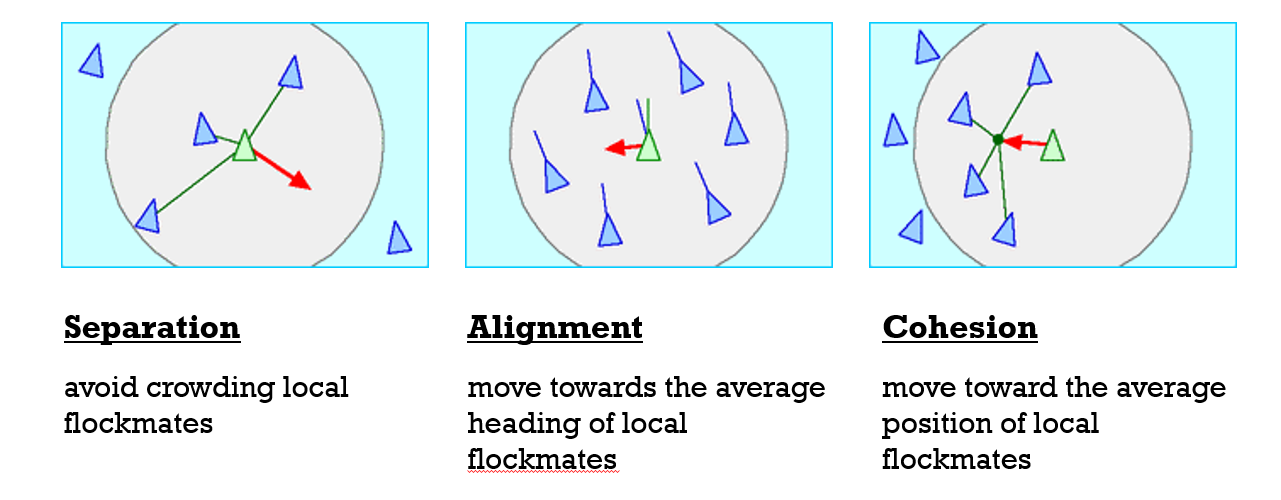 Separation
avoid crowding local
flockmates
Alignment
move towards the average
heading of local
flockmates
Cohesion
move toward the average
position of local
flockmates